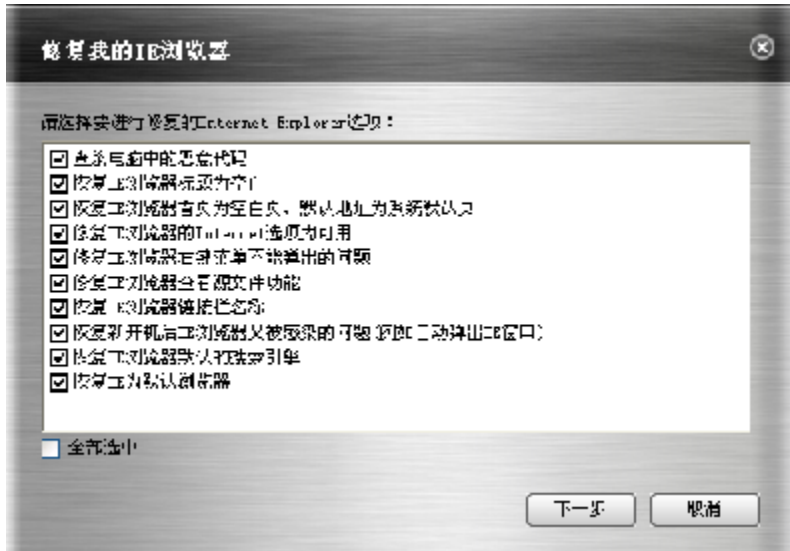 修复我的IE浏览器
请选择要进行修复的Internet Explorer选项：
查杀电脑中的恶意代码
恢复IE浏览器标题为空白
恢复IE浏览器首页为空白页、默认地址为系统默认页
修复IE浏览器的Internet选项为可用
修复IE浏览器右键菜单不能弹出的问题
修复IE浏览器查看源文件功能
恢复IE浏览器链接栏名称
恢复新开机后IE浏览器又被感染的问题 自动弹出IE窗口)
恢复IE浏览器默认的搜索引擎
恢复IE为默认浏览器
全部选中
下一步
取消